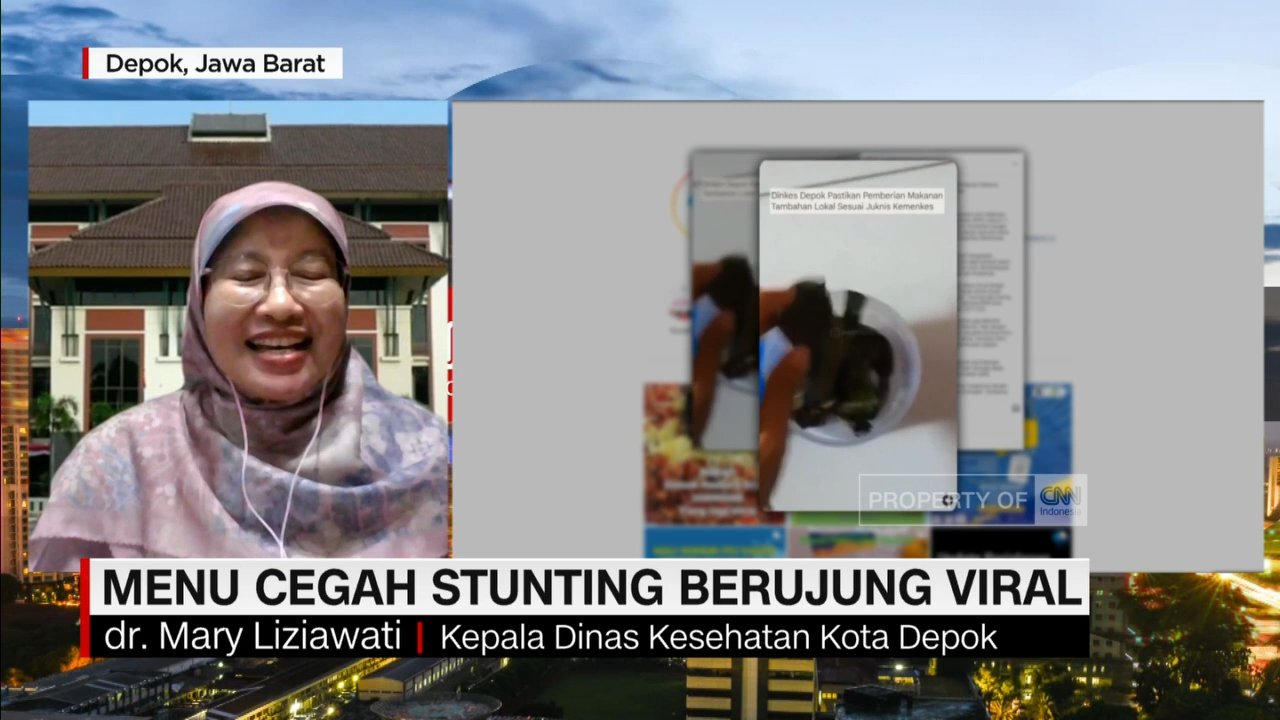 Depok, Jawa Barat
Dinkes Depok Pastikan Pemberian Makanan
Tambahan Lokal Sesuai Juknis Kemenkes
PROPERTY OF CNN
Indonesia
MENU CEGAH STUNTING BERUJUNG VIRAL
dr. Mary Liziawati | Kepala Dinas Kesehatan Kota Depok